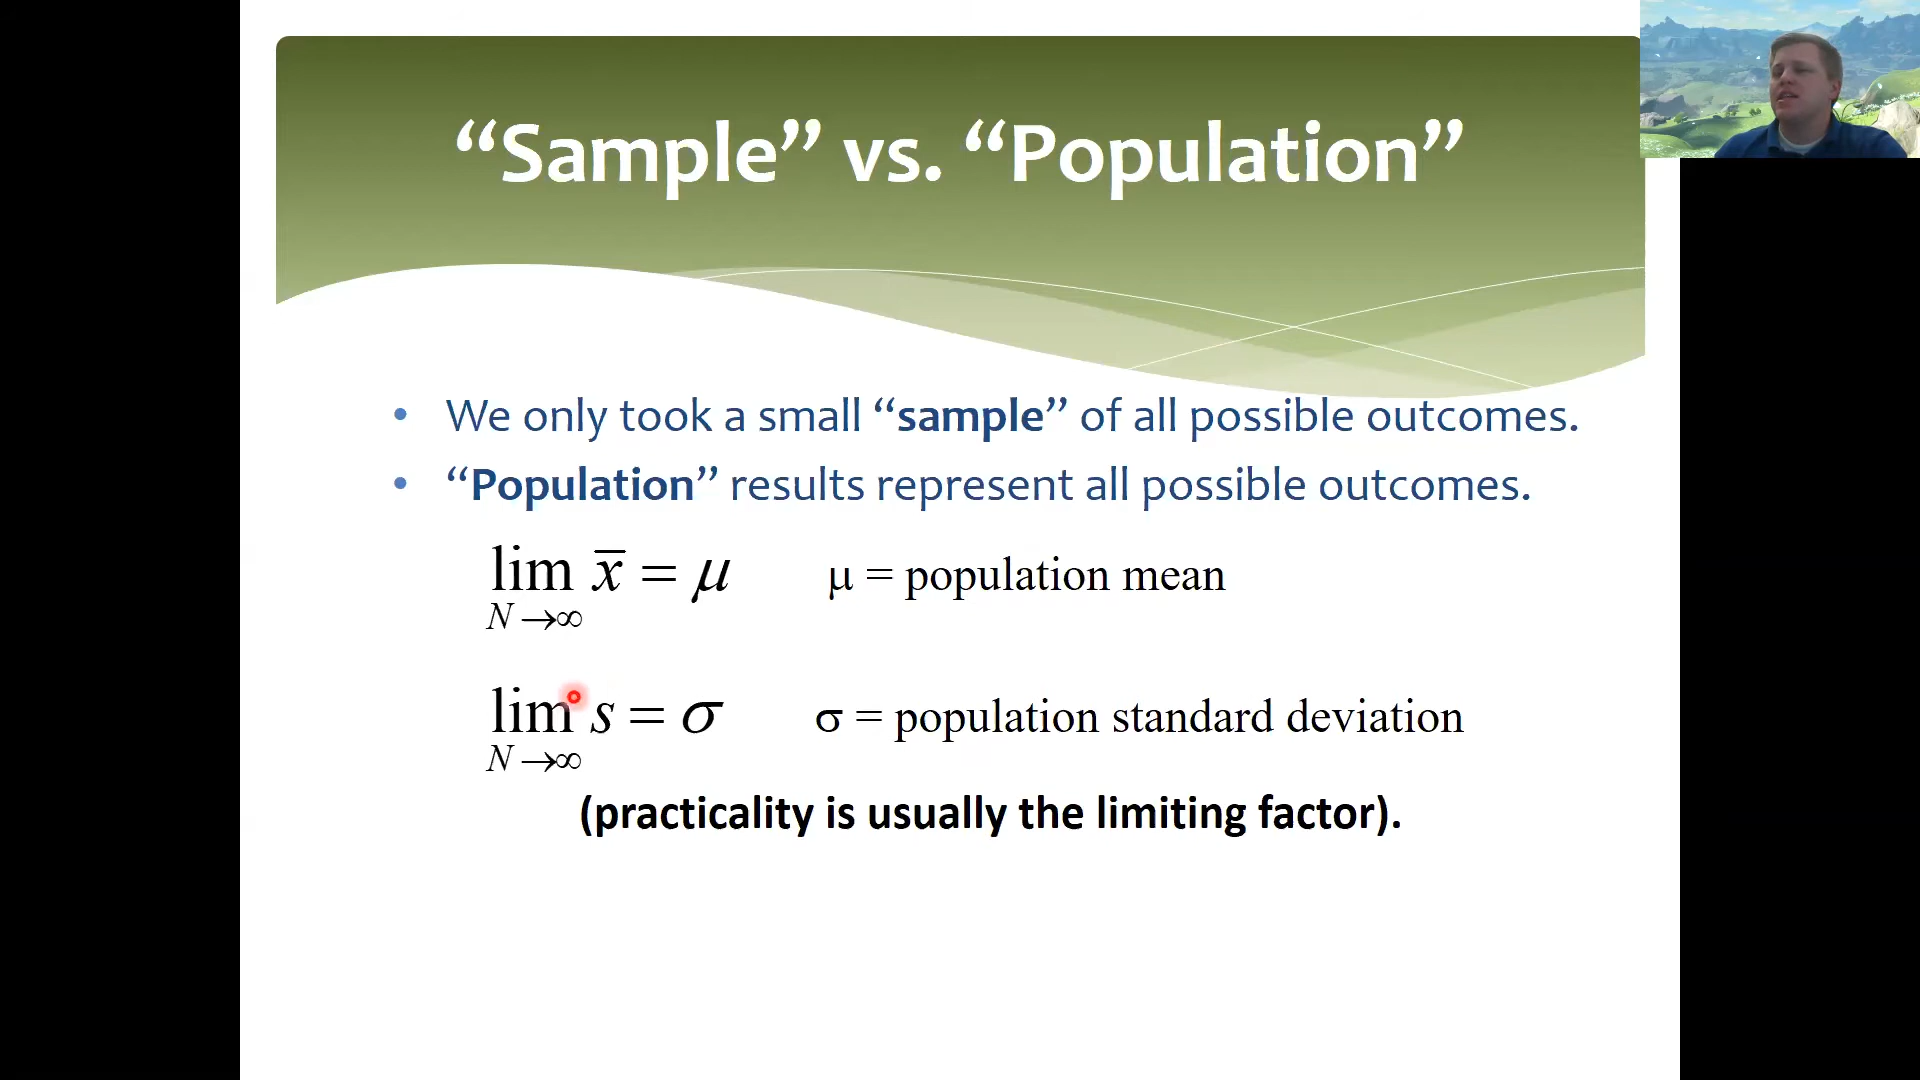 “Sample” vs. “Population”
• We only took a small “sample” of all possible outcomes.
• “Population” results represent all possible outcomes.
lim x̄ = μ μ = population mean
N→∞
lim s = σ σ = population standard deviation
N→∞
(practicality is usually the limiting factor).